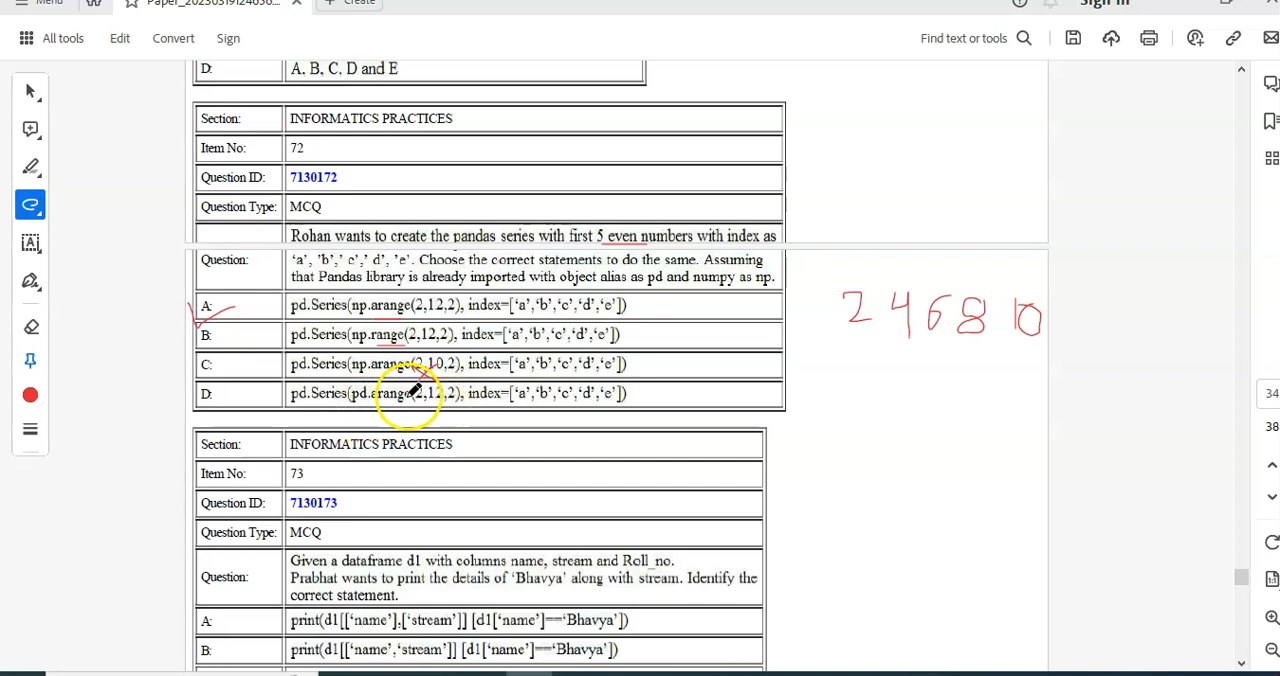 Menu Paper_20230319124636... Create Sign In
All tools Edit Convert Sign Find text or tools
D: A, B, C, D and E
Section: INFORMATICS PRACTICES
Item No: 72
Question ID: 7130172
Question Type: MCQ
Rohan wants to create the pandas series with first 5 even numbers with index as
Question: ‘a’, ’b’,’ c’,’ d’, ’e’. Choose the correct statements to do the same. Assuming
that Pandas library is already imported with object alias as pd and numpy as np.
A: pd.Series(np.arange(2,12,2), index=[‘a’,‘b’,‘c’,‘d’,‘e’])
2 4 6 8 10
B: pd.Series(np.range(2,12,2), index=[‘a’,‘b’,‘c’,‘d’,‘e’])
C: pd.Series(np.arange(2,10,2), index=[‘a’,‘b’,‘c’,‘d’,‘e’])
D: pd.Series(pd.arange(2,12,2), index=[‘a’,‘b’,‘c’,‘d’,‘e’])
34
38
Section: INFORMATICS PRACTICES
Item No: 73
Question ID: 7130173
Question Type: MCQ
Given a dataframe d1 with columns name, stream and Roll_no.
Question: Prabhat wants to print the details of ‘Bhavya’ along with stream. Identify the
correct statement.
1:1
A: print(d1[[‘name’].[‘stream’]] [d1[‘name’]==‘Bhavya’])
B: print(d1[[‘name’,‘stream’]] [d1[‘name’]==‘Bhavya’])